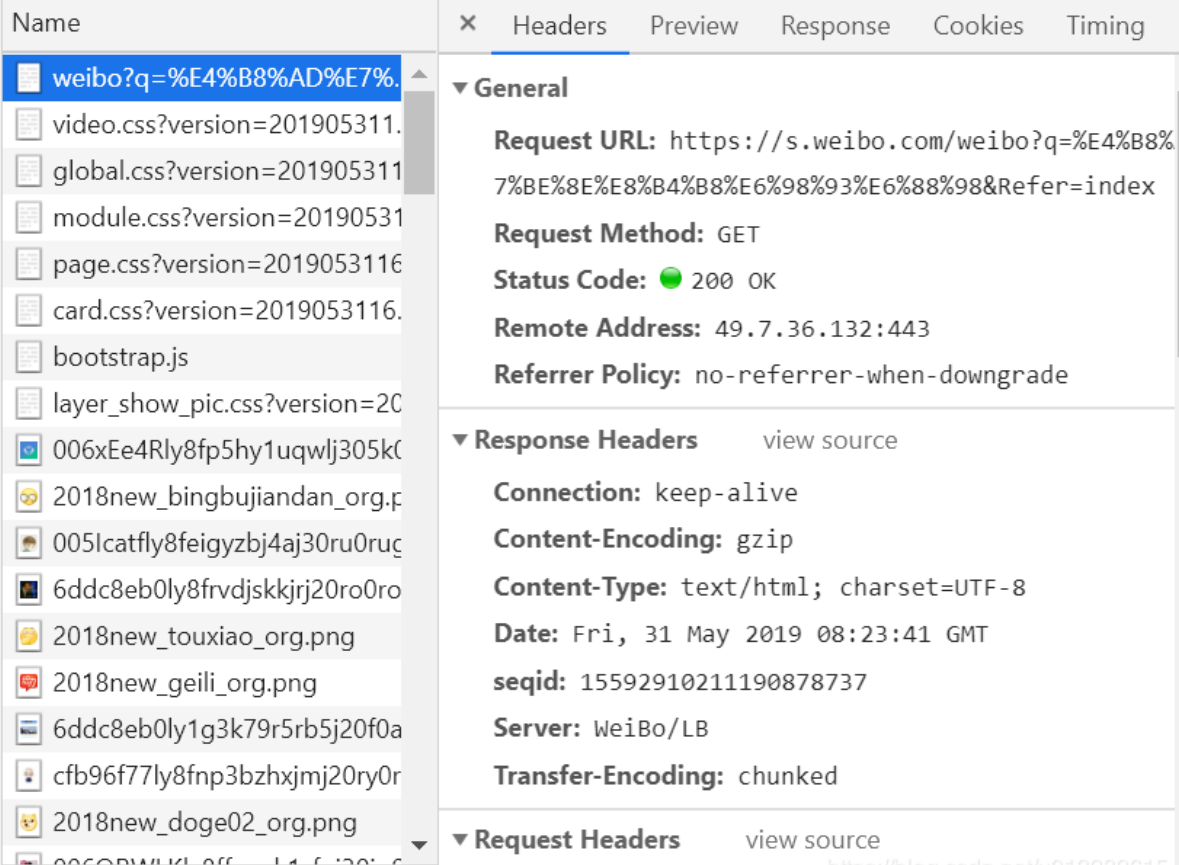 Name
weibo?q=%E4%B8%AD%E7%.
video.css?version=201905311.
global.css?version=201905311
module.css?version=20190531
page.css?version=2019053116
card.css?version=2019053116.
bootstrap.js
layer_show_pic.css?version=20
006xEe4Rly8fp5hy1uqwlj305k0
2018new_bingbujiandan_org.p
005Icatfly8feigyzbj4aj30ru0rug
6ddc8eb0ly8frvdjskkjrj20ro0ro
2018new_touxiao_org.png
2018new_geili_org.png
6ddc8eb0ly1g3k79r5rb5j20f0a
cfb96f77ly8fnp3bzhxjmj20ry0r
2018new_doge02_org.png
× Headers Preview Response Cookies Timing
▼ General
Request URL: https://s.weibo.com/weibo?q=%E4%B8%
7%BE%8E%E8%B4%B8%E6%98%93%E6%88%98&Refer=index
Request Method: GET
Status Code: 200 OK
Remote Address: 49.7.36.132:443
Referrer Policy: no-referrer-when-downgrade
▼ Response Headers view source
Connection: keep-alive
Content-Encoding: gzip
Content-Type: text/html; charset=UTF-8
Date: Fri, 31 May 2019 08:23:41 GMT
seqid: 15592910211190878737
Server: WeiBo/LB
Transfer-Encoding: chunked
▼ Request Headers view source